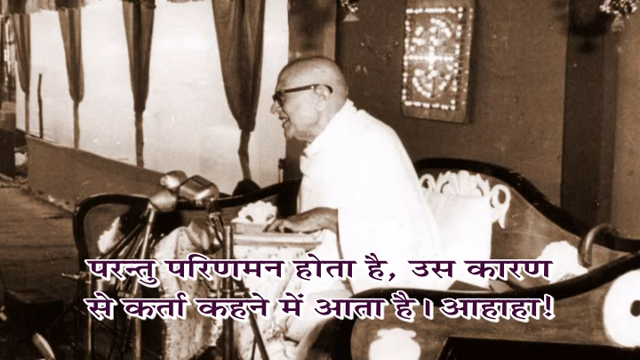 परन्तु परिणमन होता है, उस कारण
से कर्ता कहने में आता है। आहाहा!